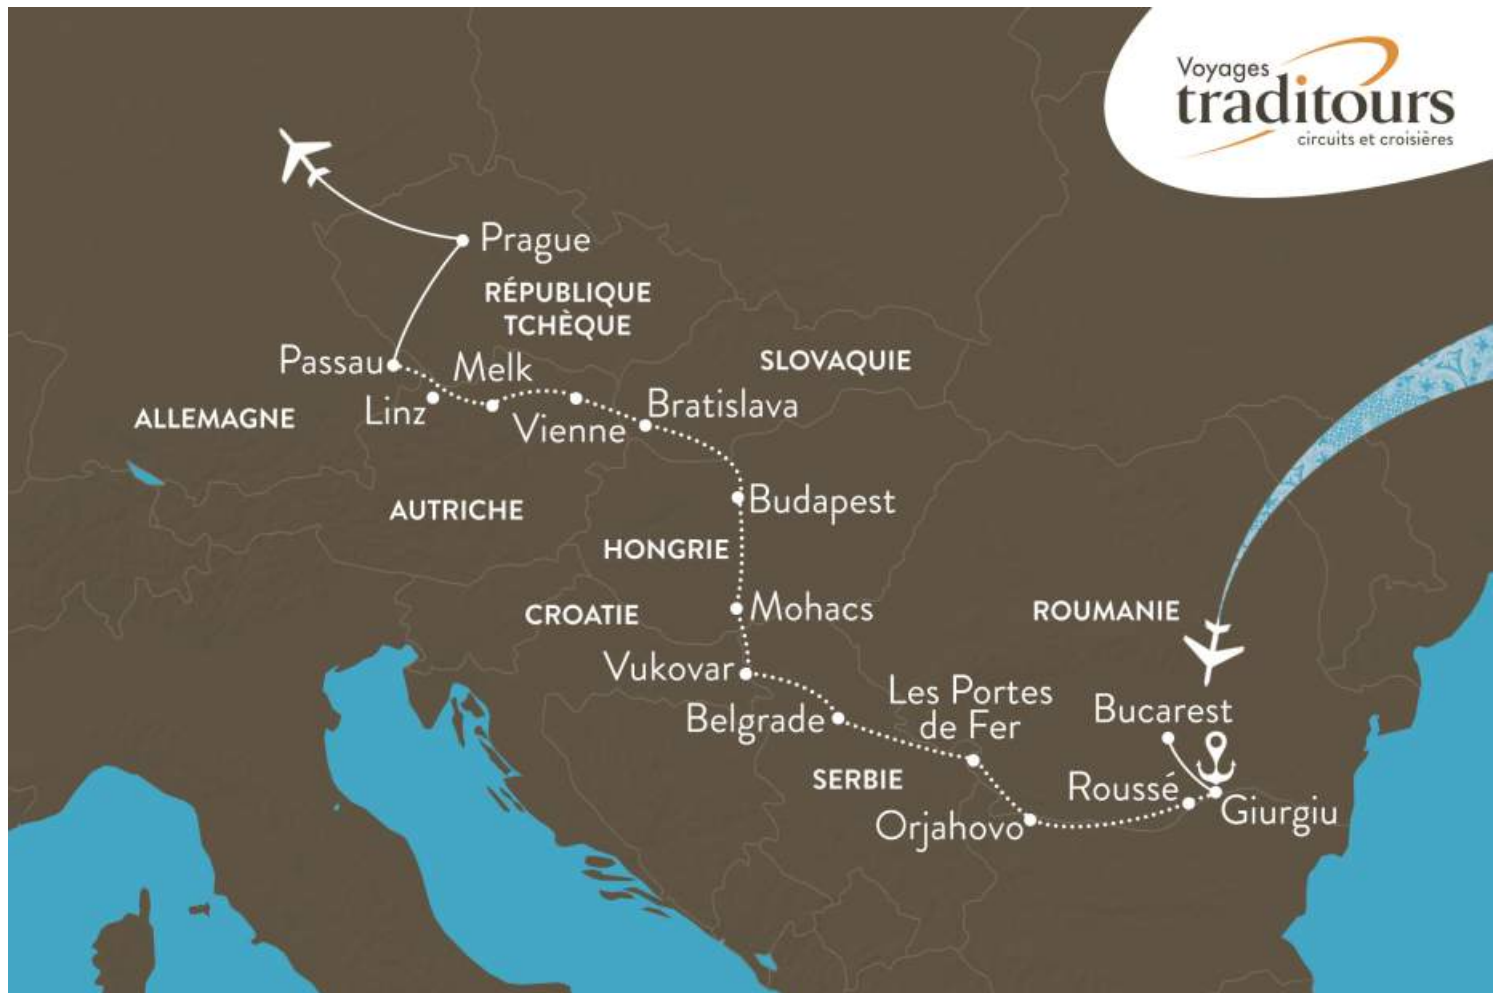 Voyages
traditours
circuits et croisières
Prague
RÉPUBLIQUE
TCHÈQUE
Passau
Melk
SLOVAQUIE
Linz
Bratislava
ALLEMAGNE
Vienne
Budapest
AUTRICHE
HONGRIE
Mohacs
CROATIE
ROUMANIE
Vukovar
Les Portes
de Fer
Bucarest
Belgrade
SERBIE
Roussé
Giurgiu
Orjahovo